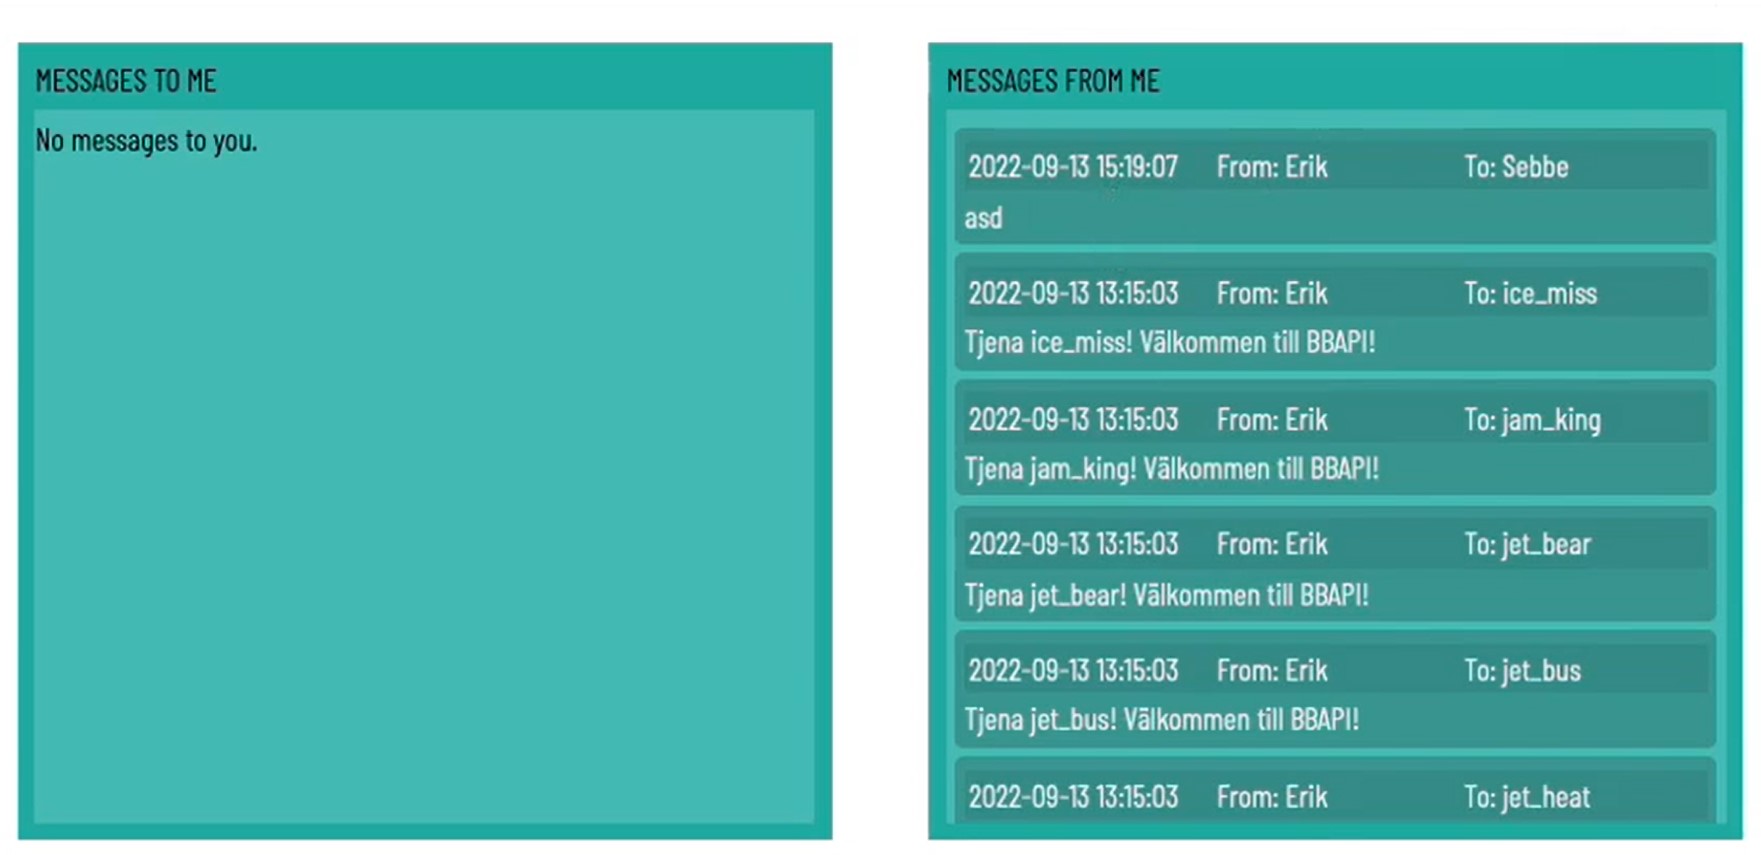 MESSAGES TO ME
No messages to you.
MESSAGES FROM ME
2022-09-13 15:19:07 From: Erik To: Sebbe
asd
2022-09-13 13:15:03 From: Erik To: ice_miss
Tjena ice_miss! Välkommen till BBAPI!
2022-09-13 13:15:03 From: Erik To: jam_king
Tjena jam_king! Välkommen till BBAPI!
2022-09-13 13:15:03 From: Erik To: jet_bear
Tjena jet_bear! Välkommen till BBAPI!
2022-09-13 13:15:03 From: Erik To: jet_bus
Tjena jet_bus! Välkommen till BBAPI!
2022-09-13 13:15:03 From: Erik To: jet_heat